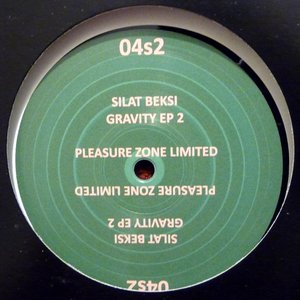 04s2
SILAT BEKSI
GRAVITY EP 2
PLEASURE ZONE LIMITED
PLEASURE ZONE LIMITED
GRAVITY EP 2
SILAT BEKSI
04s2